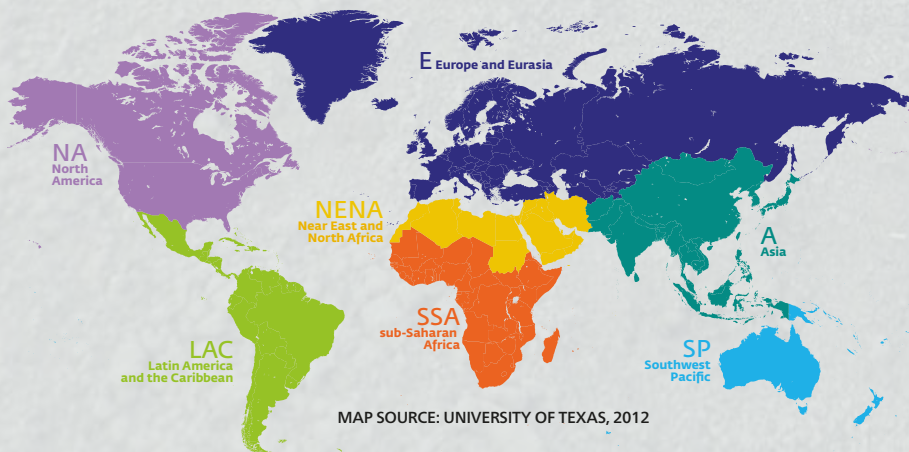 E Europe and Eurasia
NA
North
America
NENA
Near East and
North Africa
A
Asia
SSA
sub-Saharan
Africa
LAC
Latin America
and the Caribbean
SP
Southwest
Pacific
MAP SOURCE: UNIVERSITY OF TEXAS, 2012